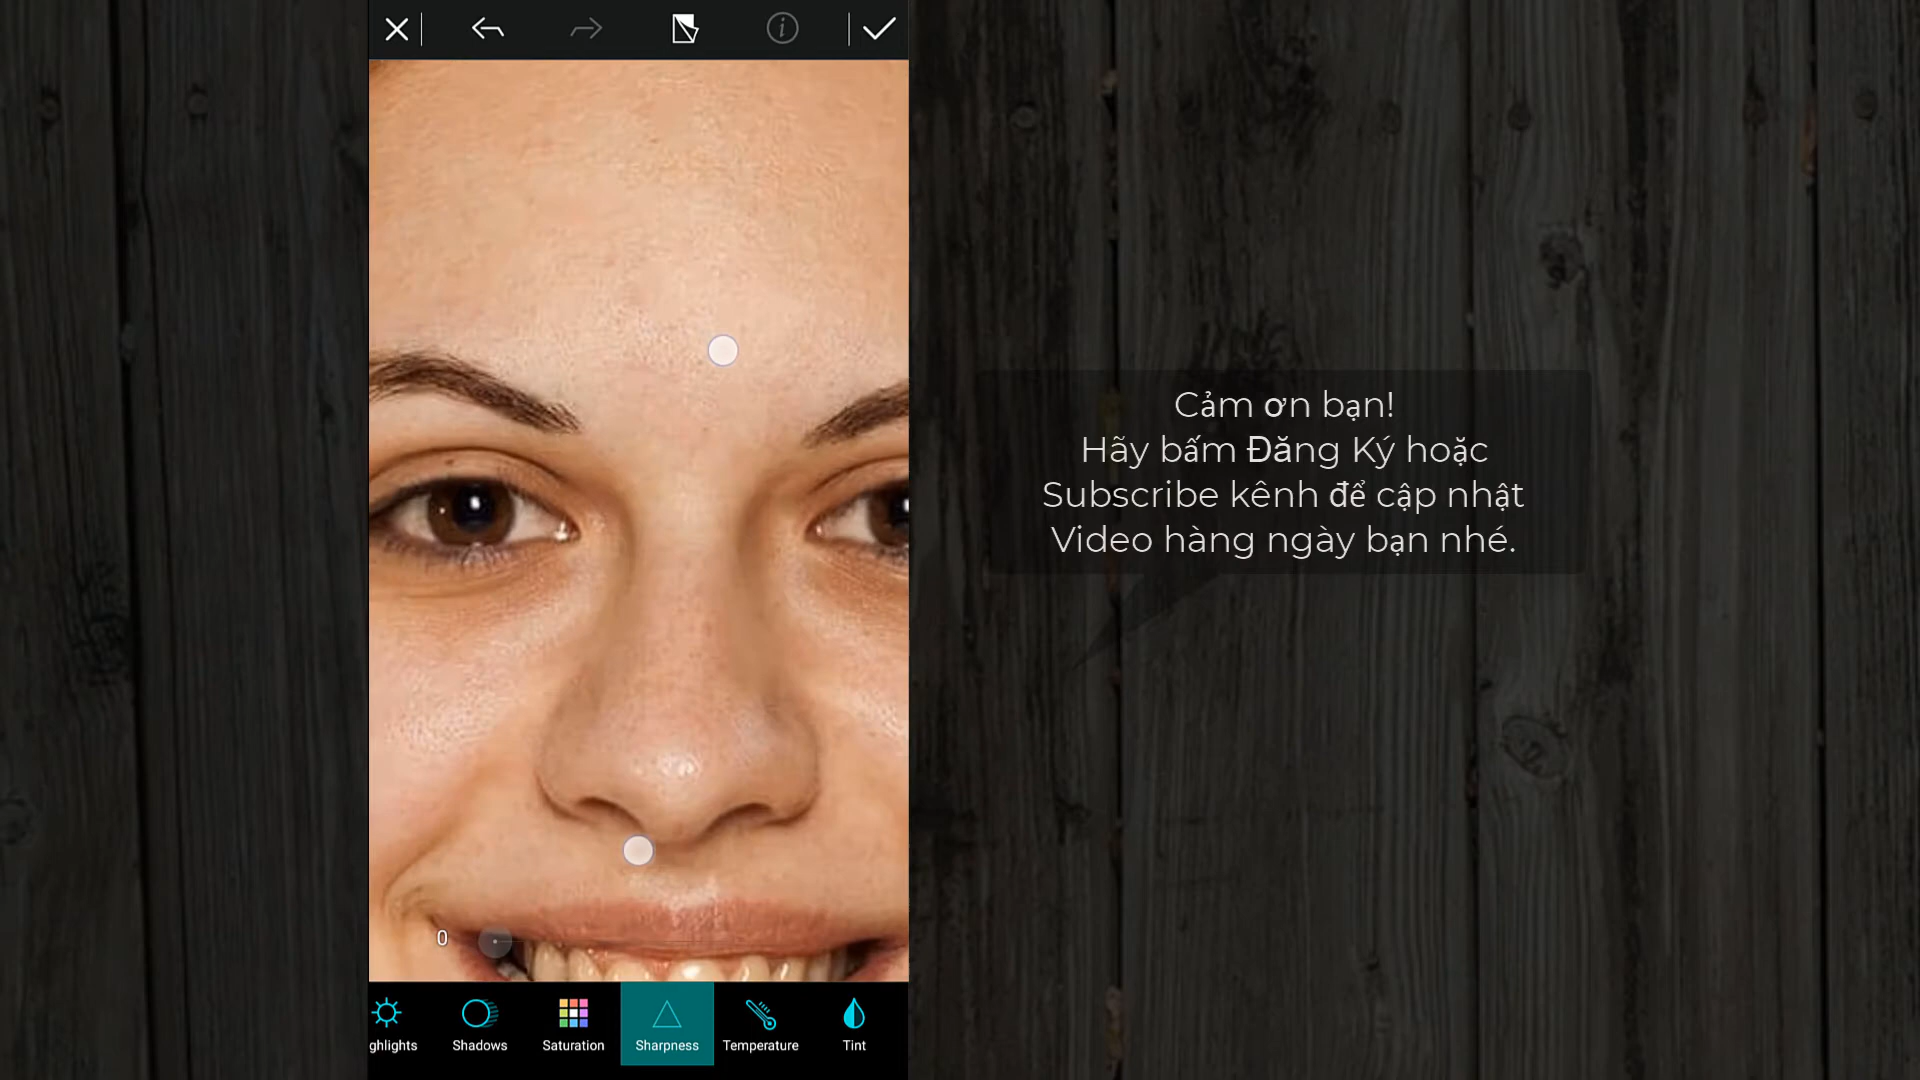 Cảm ơn bạn!
Hãy bấm Đăng Ký hoặc
Subscribe kênh để cập nhật
Video hàng ngày bạn nhé.
0
ghlights Shadows Saturation Sharpness Temperature Tint